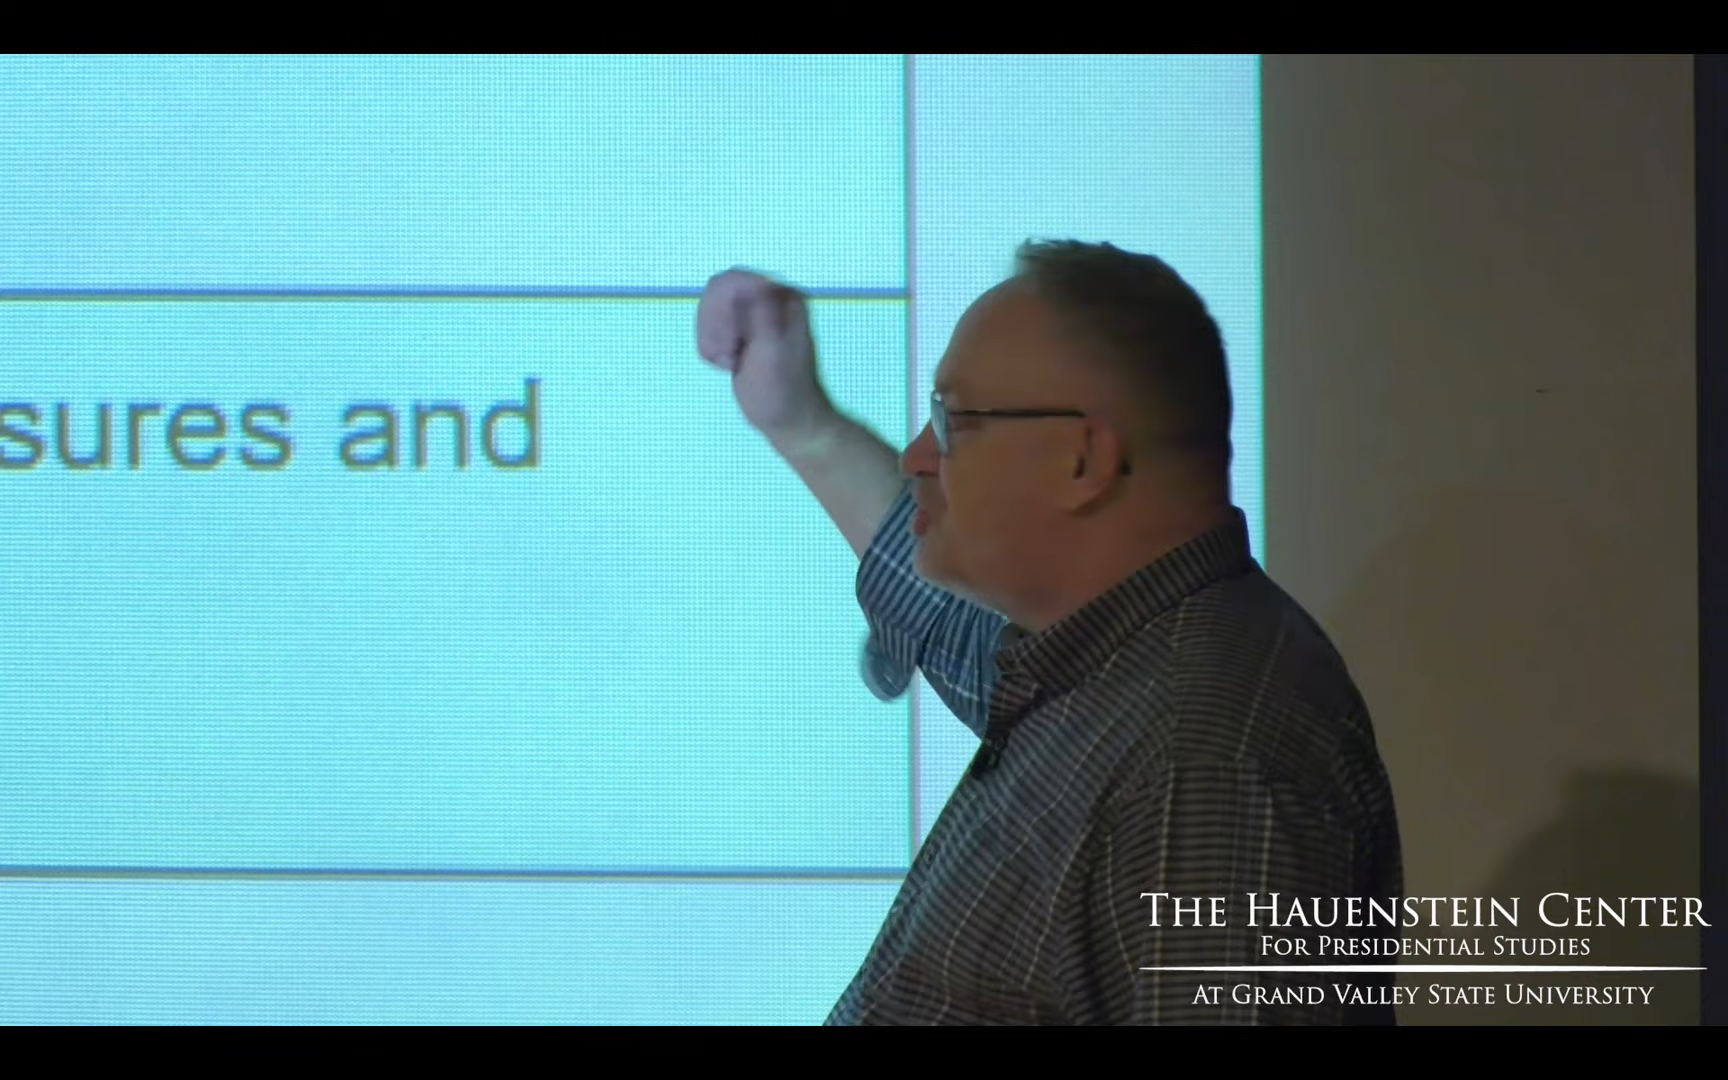 sures and
THE HAUENSTEIN CENTER
FOR PRESIDENTIAL STUDIES
AT GRAND VALLEY STATE UNIVERSITY